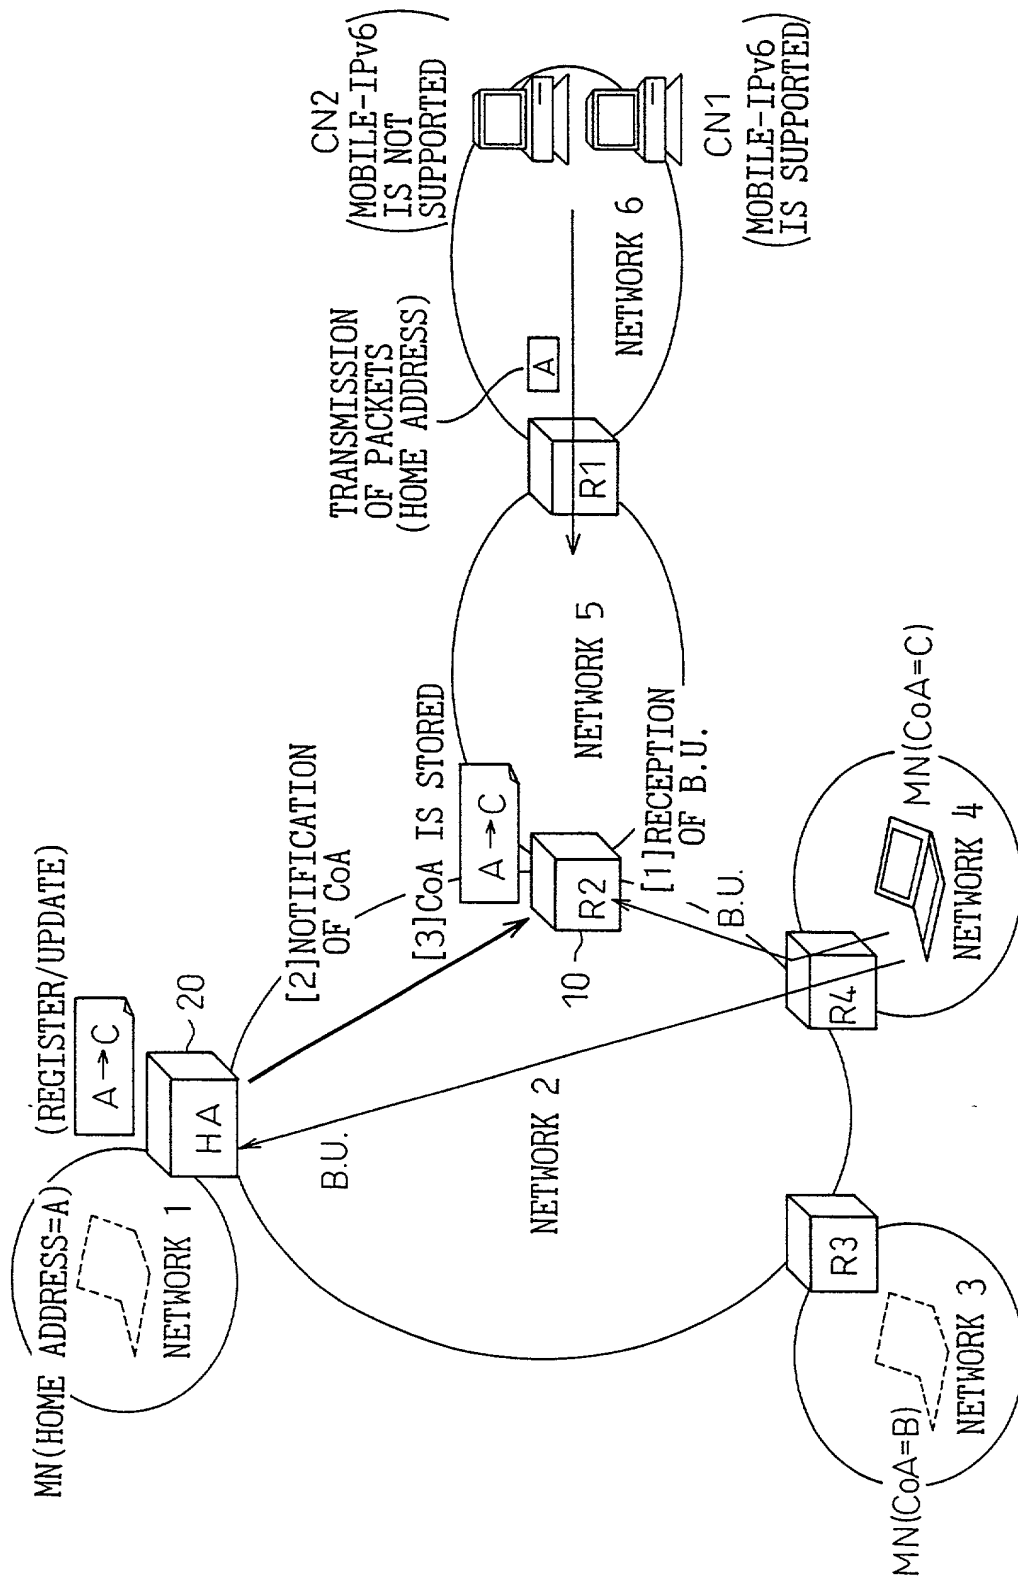 MN(HOME ADDRESS=A)
(REGISTER/UPDATE)
A→C
20
HA
NETWORK 1
B.U.
[2]NOTIFICATION
OF CoA
[3]CoA IS STORED
A→C
R2
10
[1]RECEPTION
OF B.U.
B.U.
NETWORK 2
NETWORK 5
TRANSMISSION
OF PACKETS
(HOME ADDRESS)
A
R1
NETWORK 6
CN2
(MOBILE-IPv6
IS NOT
SUPPORTED)
CN1
(MOBILE-IPv6
IS SUPPORTED)
R3
MN(CoA=B)
NETWORK 3
R4
MN(CoA=C)
NETWORK 4